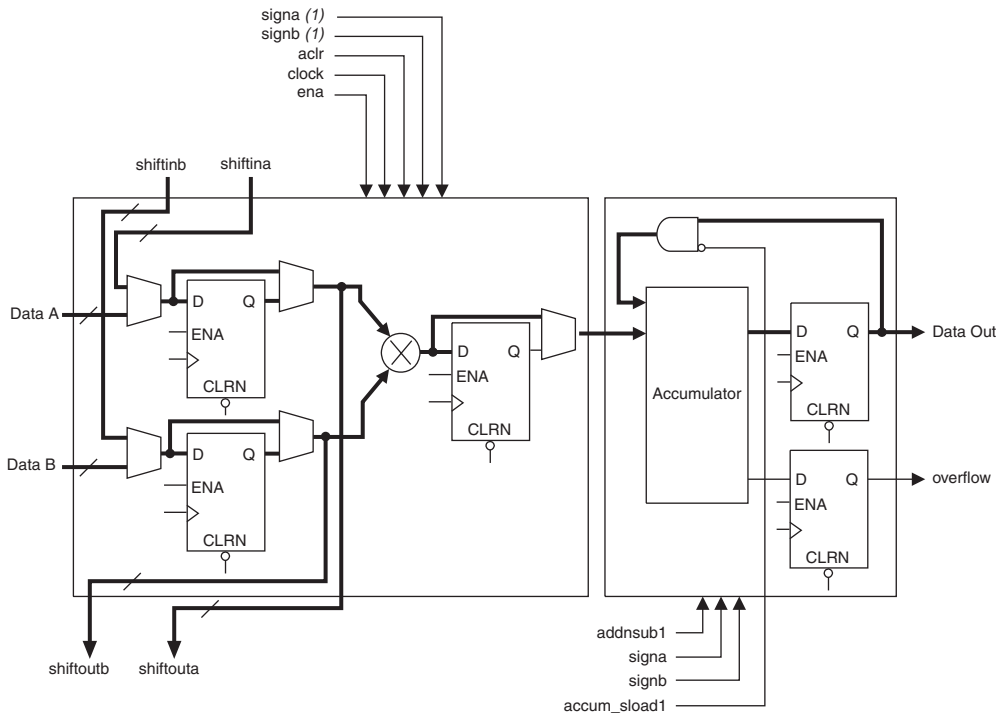 signa (1)
signb (1)
aclr
clock
ena
shiftinb
shiftina
Data A
D
Q
ENA
CLRN
Data B
D
Q
ENA
CLRN
D
Q
ENA
CLRN
Accumulator
D
Q
ENA
CLRN
Data Out
D
Q
ENA
CLRN
overflow
shiftoutb
shiftouta
addnsub1
signa
signb
accum_sload1